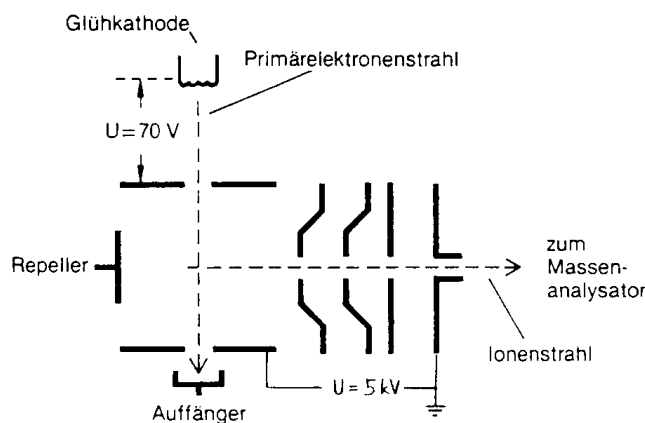 Glühkathode
Primärelektronenstrahl
U = 70 V
Repeller
zum
Massen-
analysator
Ionenstrahl
U = 5 kV
Auffänger